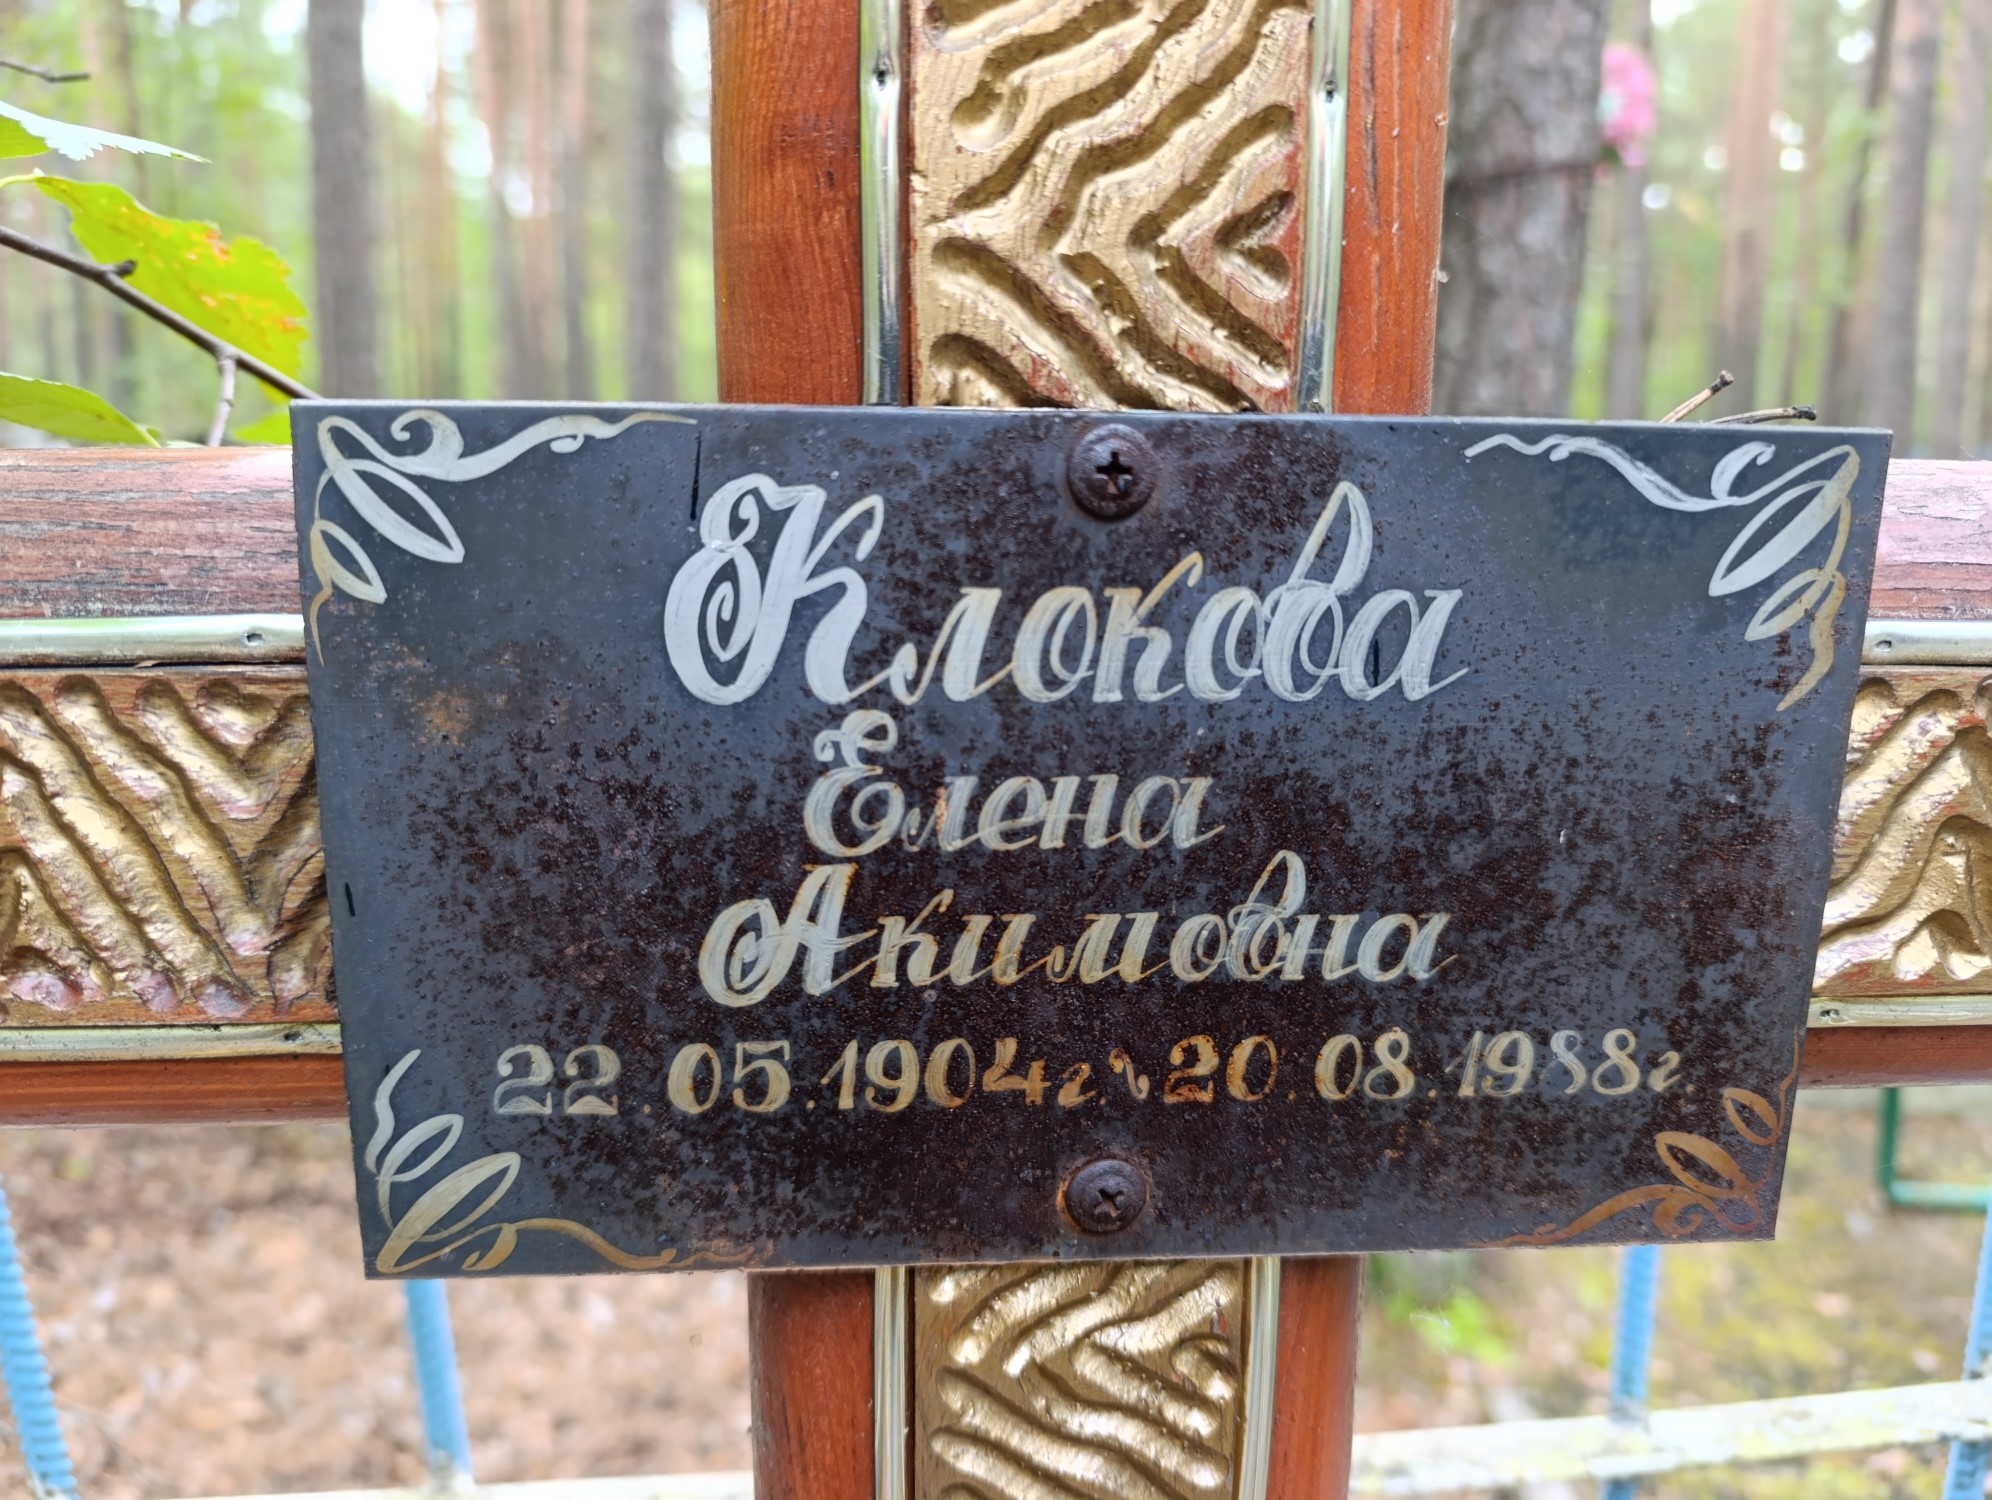 Клокова
Елена
Акимовна
22.05.1904г. ~ 20.08.1988г.